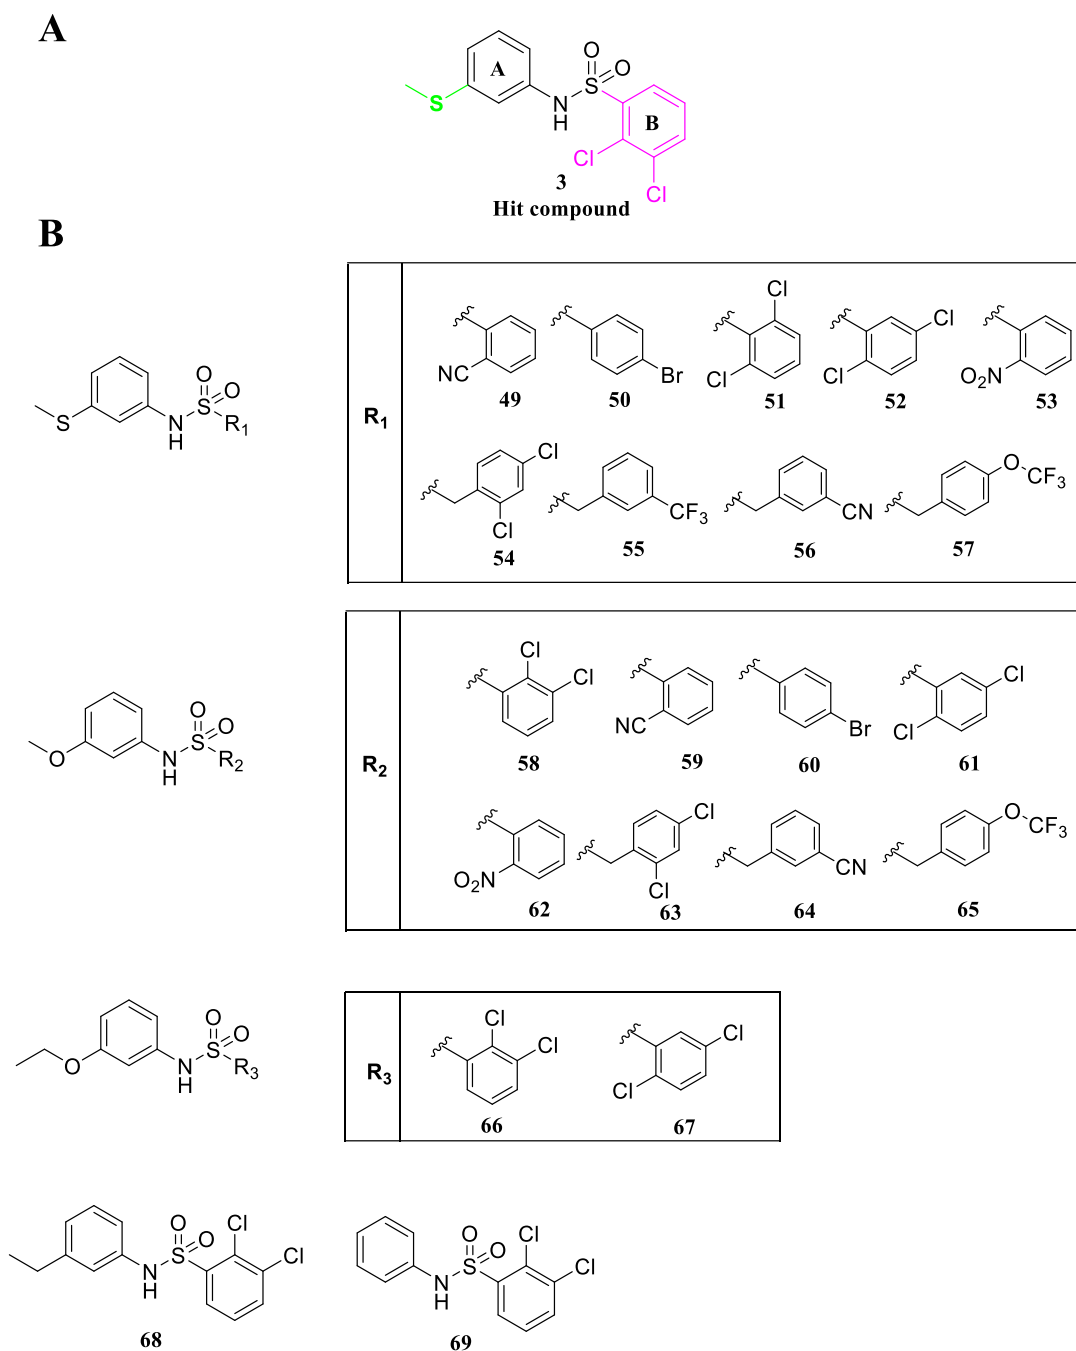 A
S
A
N
H
S
O
O
B
Cl
Cl
3
Hit compound
B
S
N
H
S
O
O
R1
R1
NC
49
Br
50
Cl
Cl
51
Cl
Cl
52
O2N
53
Cl
Cl
54
CF3
55
CN
56
O
CF3
57
O
N
H
S
O
O
R2
R2
Cl
Cl
58
NC
59
Br
60
Cl
Cl
61
O2N
62
Cl
Cl
63
CN
64
O
CF3
65
O
N
H
S
O
O
R3
R3
Cl
Cl
66
Cl
Cl
67
N
H
S
O
O
Cl
Cl
68
N
H
S
O
O
Cl
Cl
69